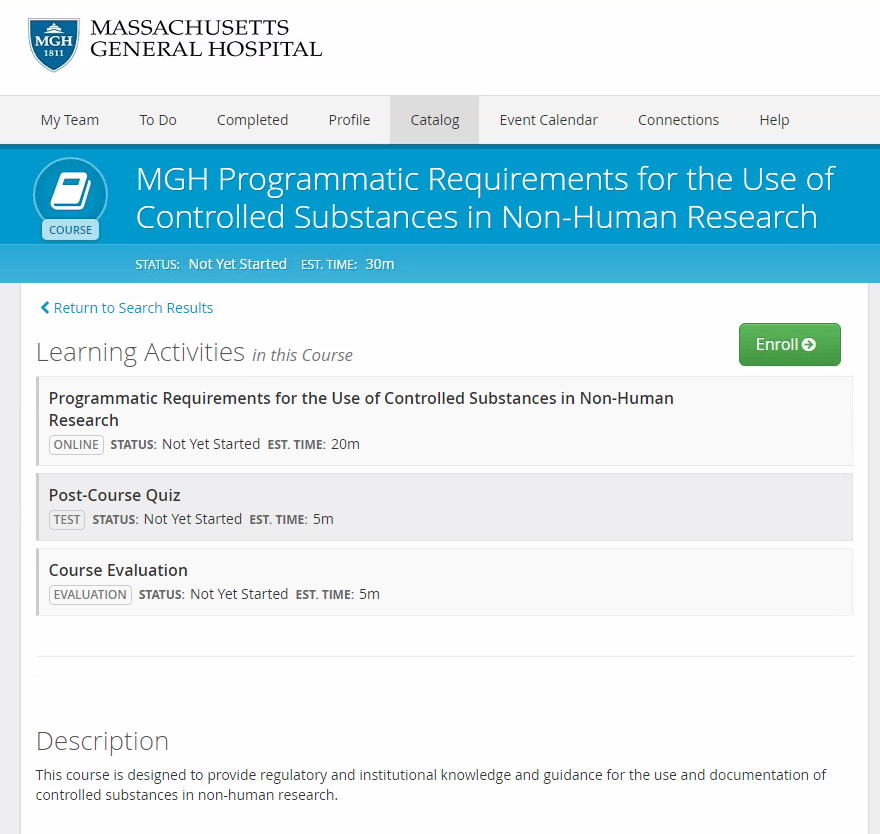 MGH
1811
MASSACHUSETTS
GENERAL HOSPITAL
My Team To Do Completed Profile Catalog Event Calendar Connections Help
COURSE
MGH Programmatic Requirements for the Use of
Controlled Substances in Non-Human Research
STATUS: Not Yet Started EST. TIME: 30m
Return to Search Results
Learning Activities in this Course
Enroll
Programmatic Requirements for the Use of Controlled Substances in Non-Human
Research
ONLINE STATUS: Not Yet Started EST. TIME: 20m
Post-Course Quiz
TEST STATUS: Not Yet Started EST. TIME: 5m
Course Evaluation
EVALUATION STATUS: Not Yet Started EST. TIME: 5m
Description
This course is designed to provide regulatory and institutional knowledge and guidance for the use and documentation of
controlled substances in non-human research.